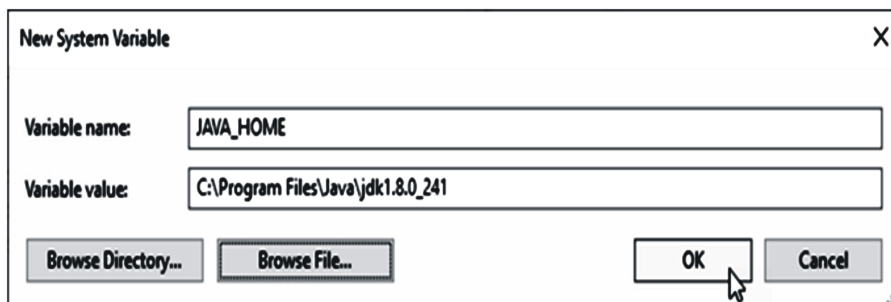 New System Variable X
Variable name: JAVA_HOME
Variable value: C:\Program Files\Java\jdk1.8.0_241
Browse Directory... Browse File... OK Cancel